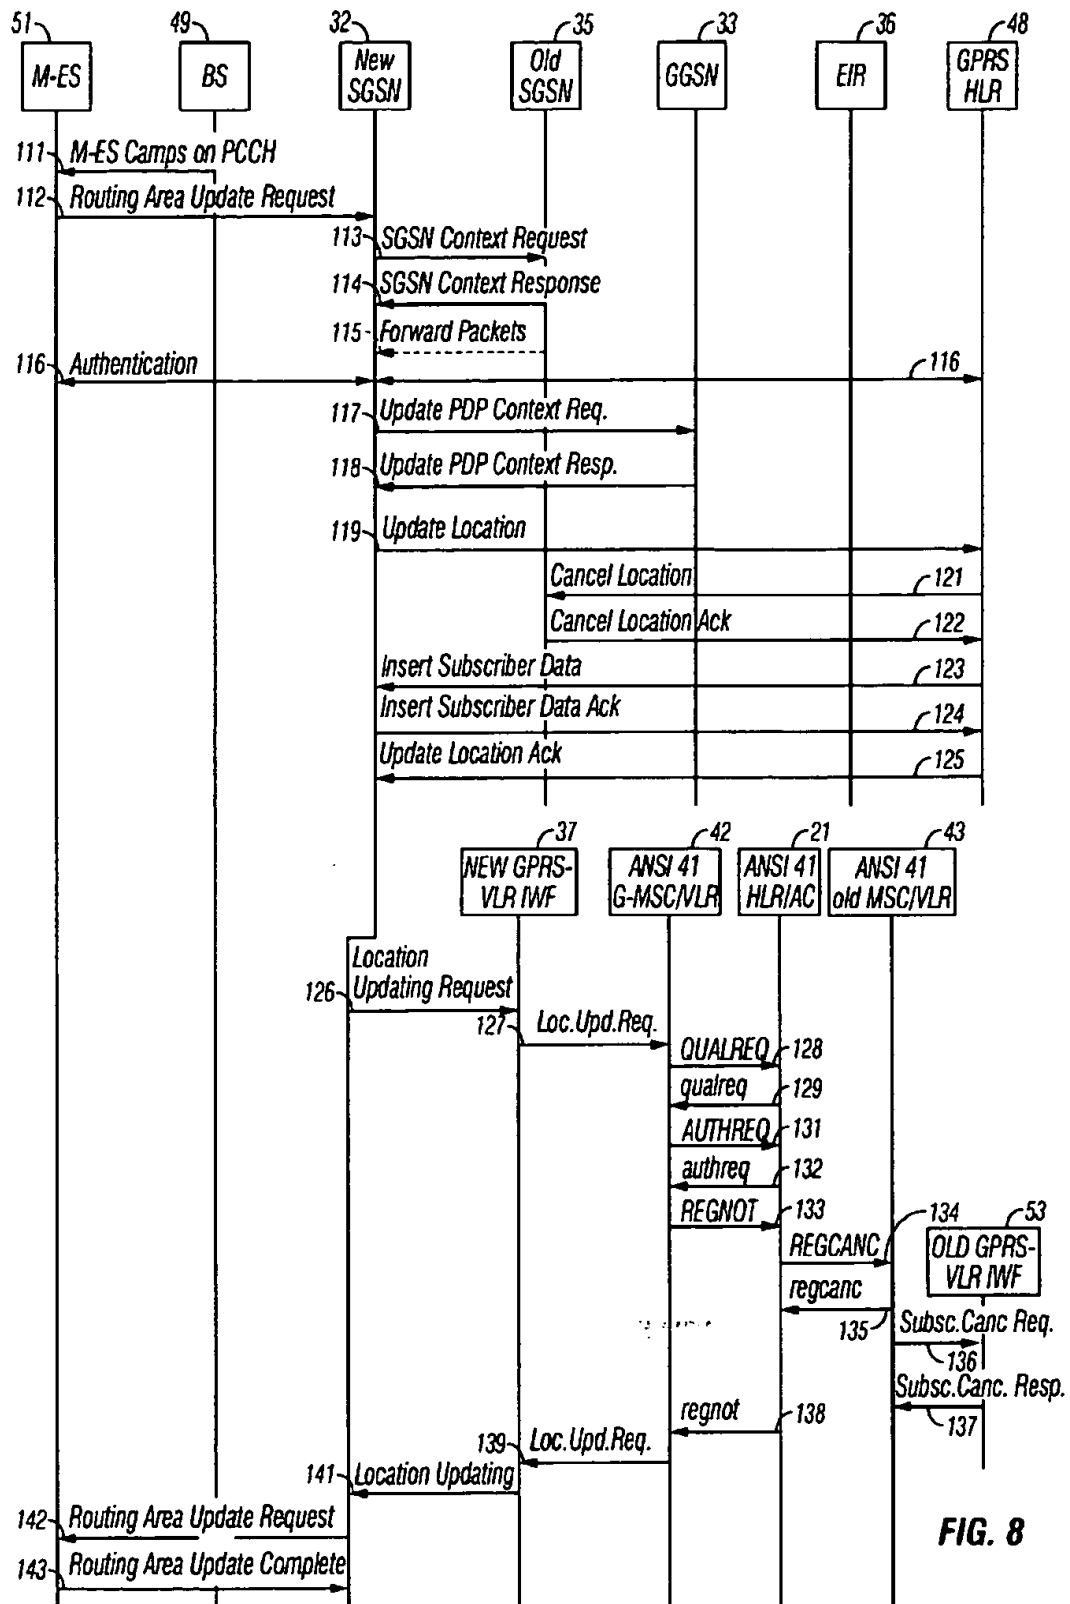 51 49 32 35 33 36 48
M-ES BS New SGSN Old SGSN GGSN EIR GPRS HLR
111 M-ES Camps on PCCH
112 Routing Area Update Request
113 SGSN Context Request
114 SGSN Context Response
115 Forward Packets
116 Authentication 116
117 Update PDP Context Req.
118 Update PDP Context Resp.
119 Update Location
Cancel Location 121
Cancel Location Ack 122
Insert Subscriber Data 123
Insert Subscriber Data Ack 124
Update Location Ack 125
37 42 21 43
NEW GPRS- ANSI 41 ANSI 41 ANSI 41
VLR IWF G-MSC/VLR HLR/AC old MSC/VLR
Location
126 Updating Request
127 Loc.Upd.Req.
QUALREQ 128
qualreq 129
AUTHREQ 131
authreq 132
REGNOT 133
REGCANC 134
53
OLD GPRS-
VLR IWF
regcanc 135
Subsc.Canc Req.
136
Subsc.Canc. Resp.
137
regnot 138
139 Loc.Upd.Req.
141 Location Updating
142 Routing Area Update Request
143 Routing Area Update Complete
FIG. 8